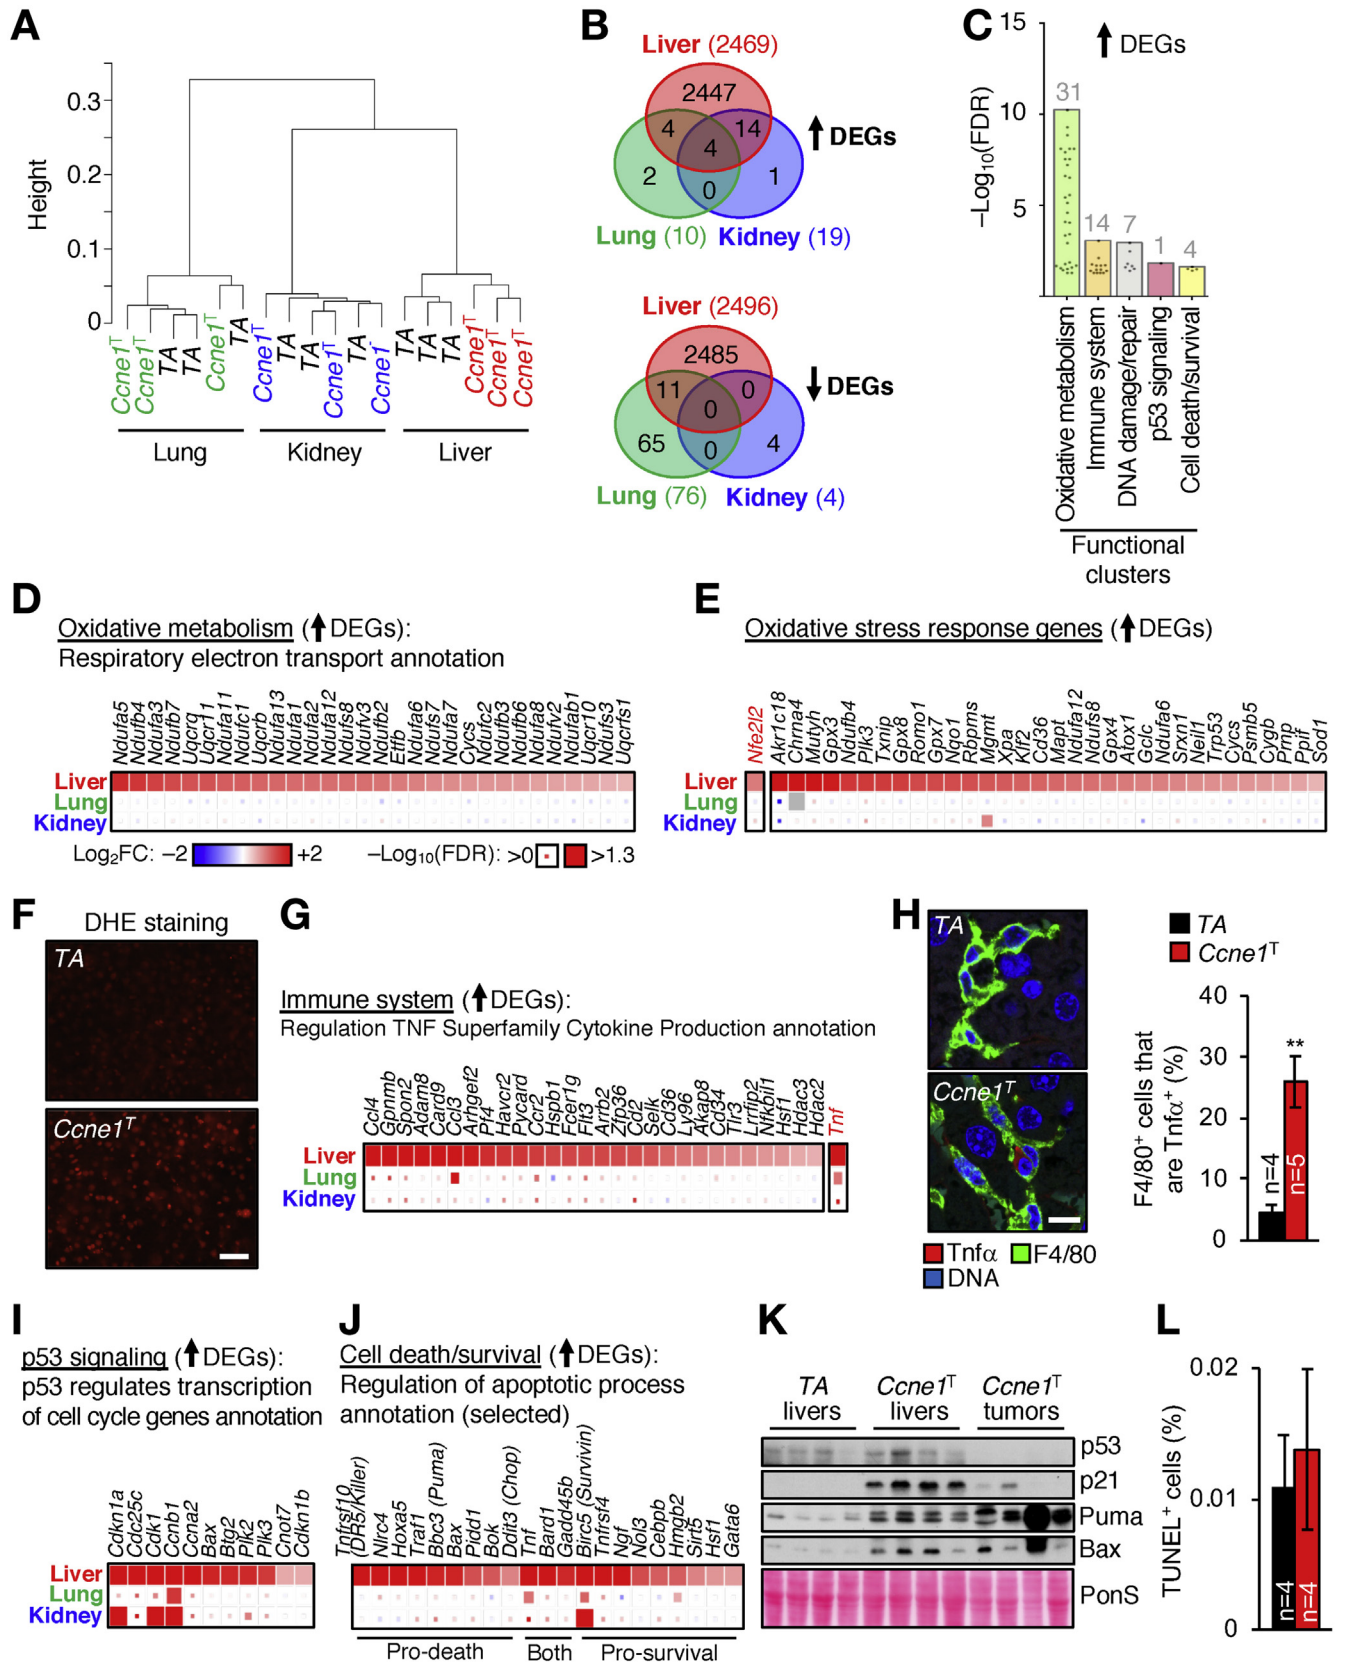 A
Height
0.3
0.2
0.1
0
Ccne1T
Ccne1T
TA
TA
Ccne1T
TA
Ccne1T
TA
TA
Ccne1T
TA
Ccne1-
TA
TA
TA
Ccne1T
Ccne1T
Ccne1T
Lung
Kidney
Liver
B
Liver (2469)
2447
4
14
4
2
0
1
↑ DEGs
Lung (10) Kidney (19)
Liver (2496)
2485
11
0
0
65
0
4
↓ DEGs
Lung (76) Kidney (4)
C
15
10
5
–Log10(FDR)
↑ DEGs
31
14
7
1
4
Oxidative metabolism
Immune system
DNA damage/repair
p53 signaling
Cell death/survival
Functional
clusters
D
Oxidative metabolism (↑DEGs):
Respiratory electron transport annotation
Ndufa5 Ndufb4 Ndufa3 Ndufb7 Uqcrq Uqcr11 Ndufa11 Ndufc1 Uqcrb Ndufa13 Ndufa1 Ndufa2 Ndufa12 Ndufs8 Ndufv3 Ndufb2 Etfb Ndufa6 Ndufs7 Ndufa7 Cycs Ndufc2 Ndufb3 Ndufb6 Ndufa8 Ndufv2 Ndufab1 Uqcr10 Ndufs3 Uqcrfs1
Liver
Lung
Kidney
Log2FC: –2 +2 –Log10(FDR): >0 >1.3
E
Oxidative stress response genes (↑DEGs)
Nfe2l2 Akr1c18 Chrna4 Mutyh Gpx3 Ndufb4 Plk3 Txnip Gpx8 Romo1 Gpx7 Nqo1 Rbpms Mgmt Xpa Klf2 Cd36 Mapt Ndufa12 Ndufs8 Gpx4 Atox1 Gclc Ndufa6 Srxn1 Neil1 Trp53 Cycs Psmb5 Cygb Pmp Ppif Sod1
Liver
Lung
Kidney
F
DHE staining
TA
Ccne1T
G
Immune system (↑DEGs):
Regulation TNF Superfamily Cytokine Production annotation
Ccl4 Gpnmb Spon2 Adam8 Card9 Ccl3 Arhgef2 Pf4 Havcr2 Pycard Ccr2 Hspb1 Fcer1g Flt3 Arrb2 Zfp36 Cd2 Selk Cd36 Ly96 Akap8 Cd34 Tlr3 Lrrfip2 Nfkbil1 Hsf1 Hdac3 Hdac2 Tnf
Liver
Lung
Kidney
H
TA
Ccne1T
Tnfα F4/80
DNA
TA
Ccne1T
F4/80+ cells that
are Tnfα+ (%)
40
30
20
10
0
**
n=4
n=5
I
p53 signaling (↑DEGs):
p53 regulates transcription
of cell cycle genes annotation
Cdkn1a Cdc25c Cdk1 Ccnb1 Ccna2 Bax Btg2 Plk2 Plk3 Cnot7 Cdkn1b
Liver
Lung
Kidney
J
Cell death/survival (↑DEGs):
Regulation of apoptotic process
annotation (selected)
Tnfrsf10 (DR5/Killer) Nlrc4 Hoxa5 Traf1 Bbc3 (Puma) Bax Pidd1 Bok Ddit3 (Chop) Tnf Bard1 Gadd45b Birc5 (Survivin) Tnfrsf4 Ngf Nol3 Cebpb Hmgb2 Sirt5 Hsf1 Gata6
Pro-death
Both
Pro-survival
K
TA
livers
Ccne1T
livers
Ccne1T
tumors
p53
p21
Puma
Bax
PonS
L
TUNEL+ cells (%)
0.02
0.01
0
n=4
n=4